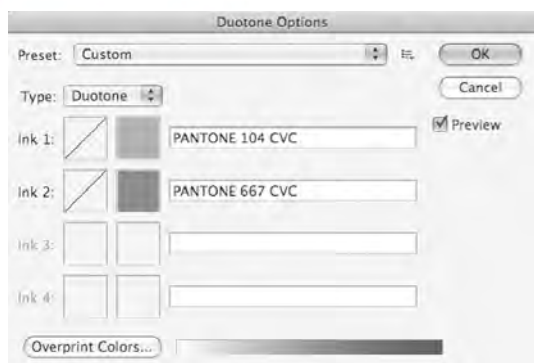 Duotone Options
Preset: Custom
OK
Cancel
Type: Duotone
Preview
Ink 1: PANTONE 104 CVC
Ink 2: PANTONE 667 CVC
Ink 3:
Ink 4:
Overprint Colors...